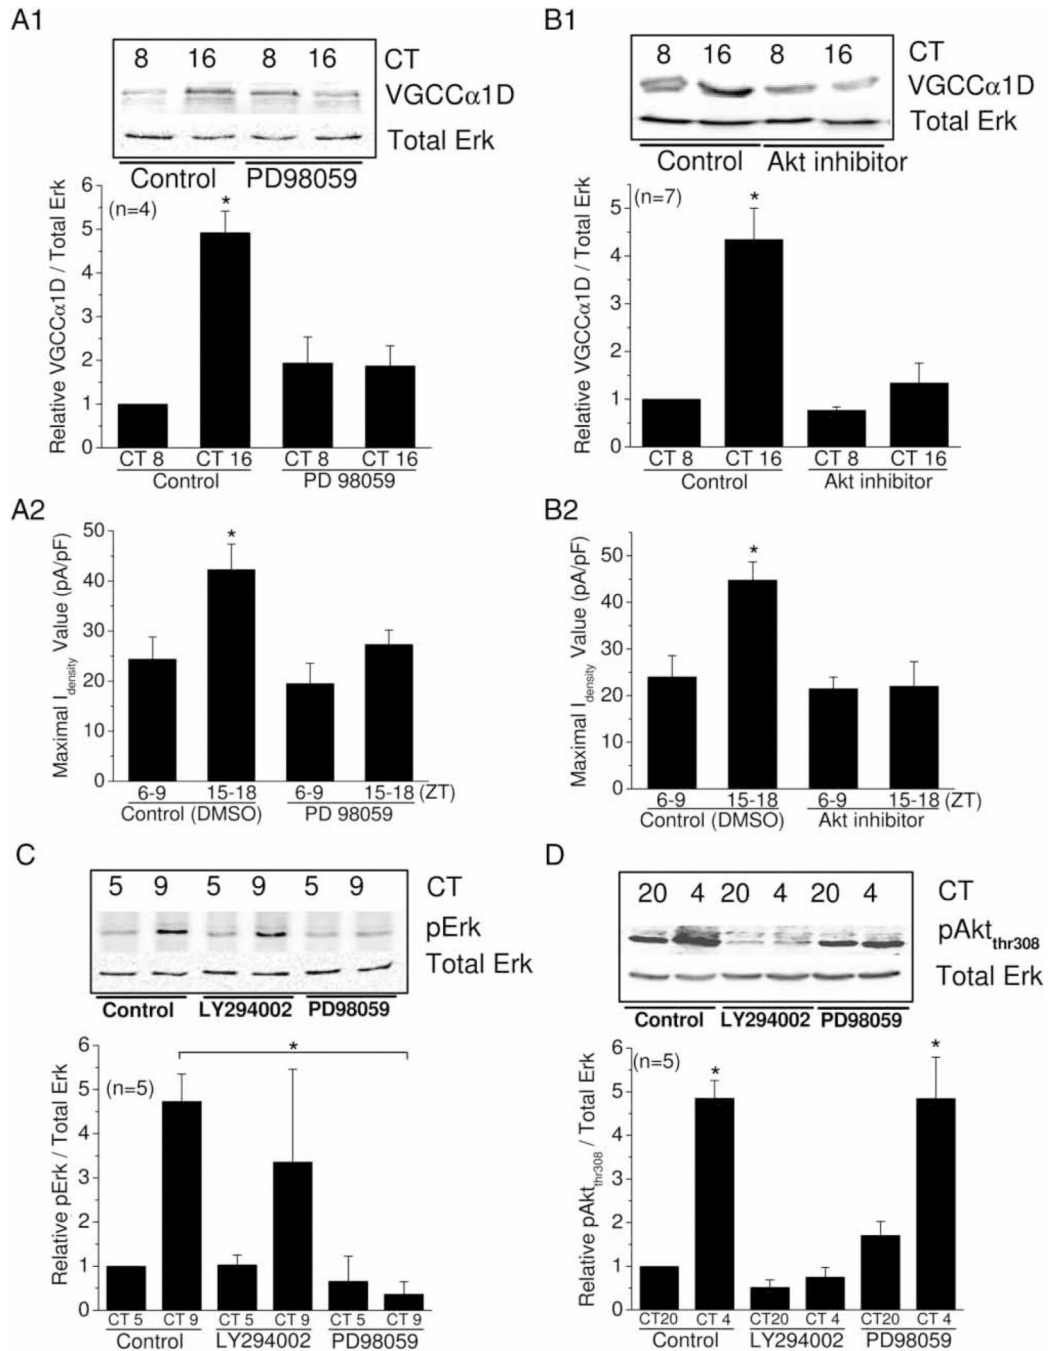 A1
8 16 8 16 CT
VGCCα1D
Total Erk
Control PD98059
Relative VGCCα1D / Total Erk
6
(n=4)
*
5
4
3
2
1
0
CT 8 CT 16 CT 8 CT 16
Control PD 98059
B1
8 16 8 16 CT
VGCCα1D
Total Erk
Control Akt inhibitor
Relative VGCCα1D / Total Erk
(n=7)
*
5
4
3
2
1
0
CT 8 CT 16 CT 8 CT 16
Control Akt inhibitor
A2
Maximal Idensity Value (pA/pF)
50
*
40
30
20
10
0
6-9 15-18 6-9 15-18 (ZT)
Control (DMSO) PD 98059
B2
Maximal Idensity Value (pA/pF)
*
50
40
30
20
10
0
6-9 15-18 6-9 15-18 (ZT)
Control (DMSO) Akt inhibitor
C
5 9 5 9 5 9 CT
pErk
Total Erk
Control LY294002 PD98059
Relative pErk / Total Erk
6
*
(n=5)
5
4
3
2
1
0
CT 5 CT 9 CT 5 CT 9 CT 5 CT 9
Control LY294002 PD98059
D
20 4 20 4 20 4 CT
pAktthr308
Total Erk
Control LY294002 PD98059
Relative pAktthr308 / Total Erk
6
(n=5)
* *
5
4
3
2
1
0
CT20 CT 4 CT20 CT 4 CT20 CT 4
Control LY294002 PD98059